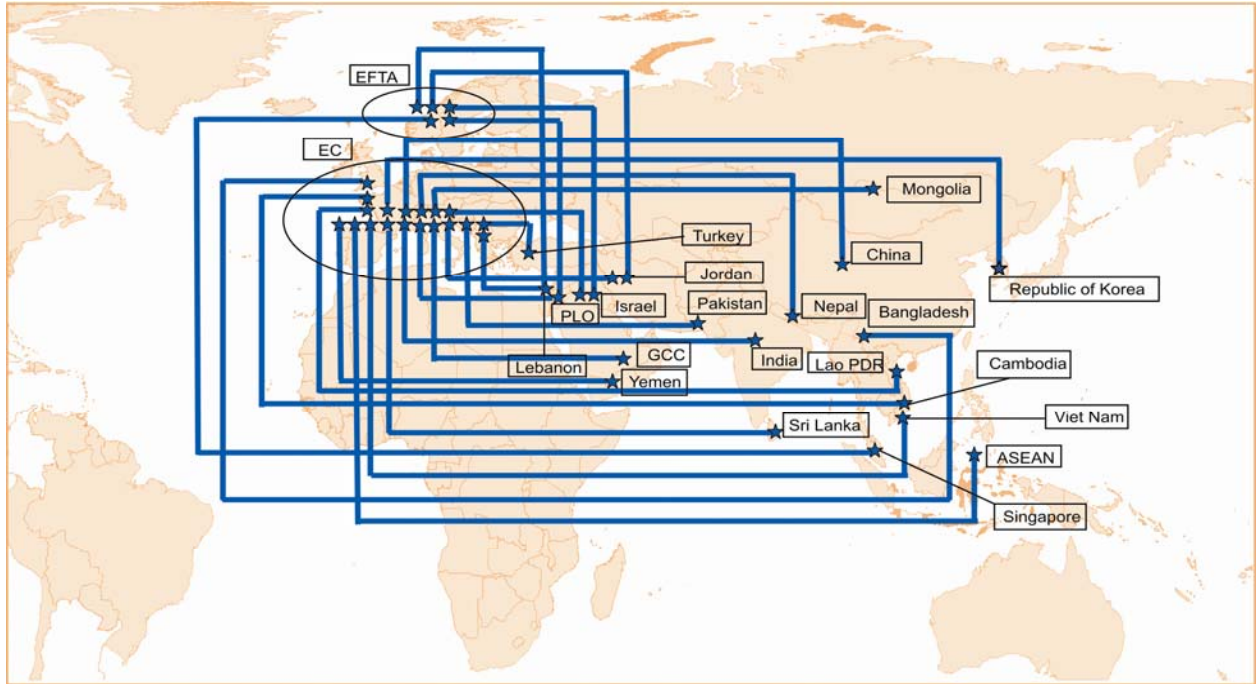 EFTA
EC
Mongolia
Turkey
China
Jordan
Republic of Korea
Israel
Pakistan
Nepal
Bangladesh
PLO
GCC
India
Lao PDR
Cambodia
Lebanon
Yemen
Viet Nam
Sri Lanka
ASEAN
Singapore